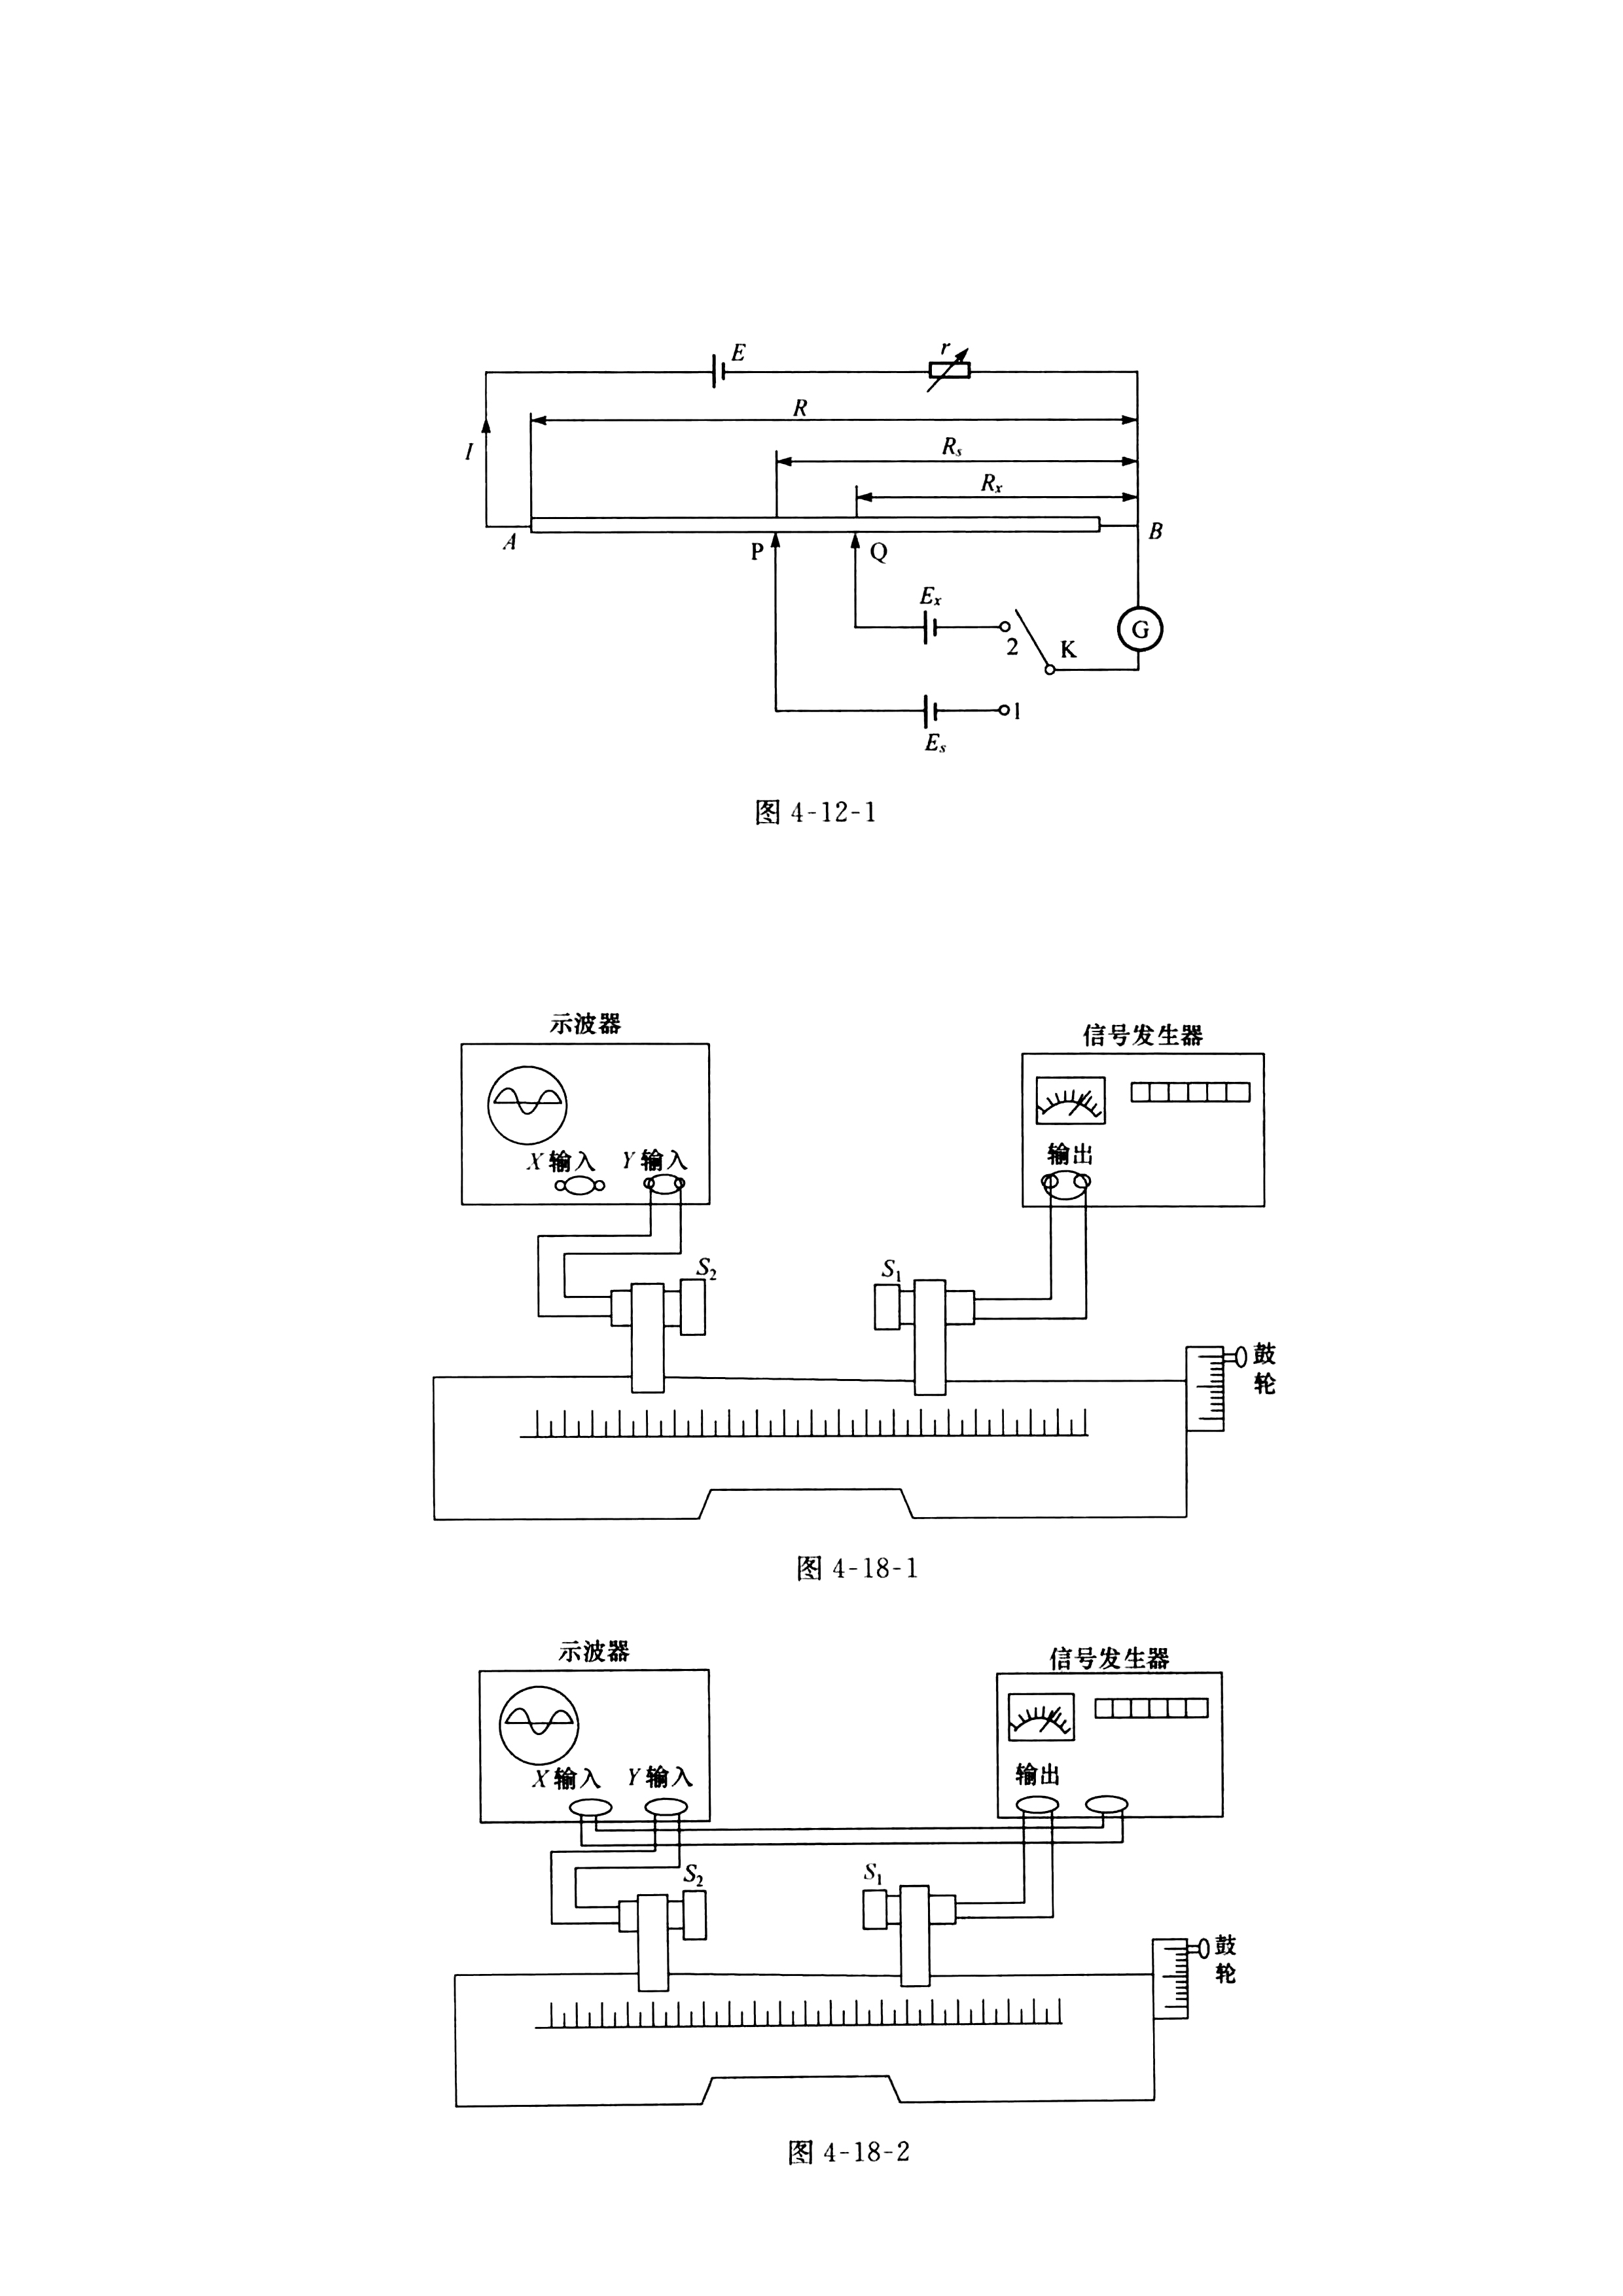 E
r
R
I
R_s
R_x
A
B
P
Q
E_x
2
K
G
1
E_s
图 4-12-1
示波器
信号发生器
X 输入 Y 输入
输出
S_2
S_1
鼓
轮
图 4-18-1
示波器
信号发生器
X 输入 Y 输入
输出
S_2
S_1
鼓
轮
图 4-18-2